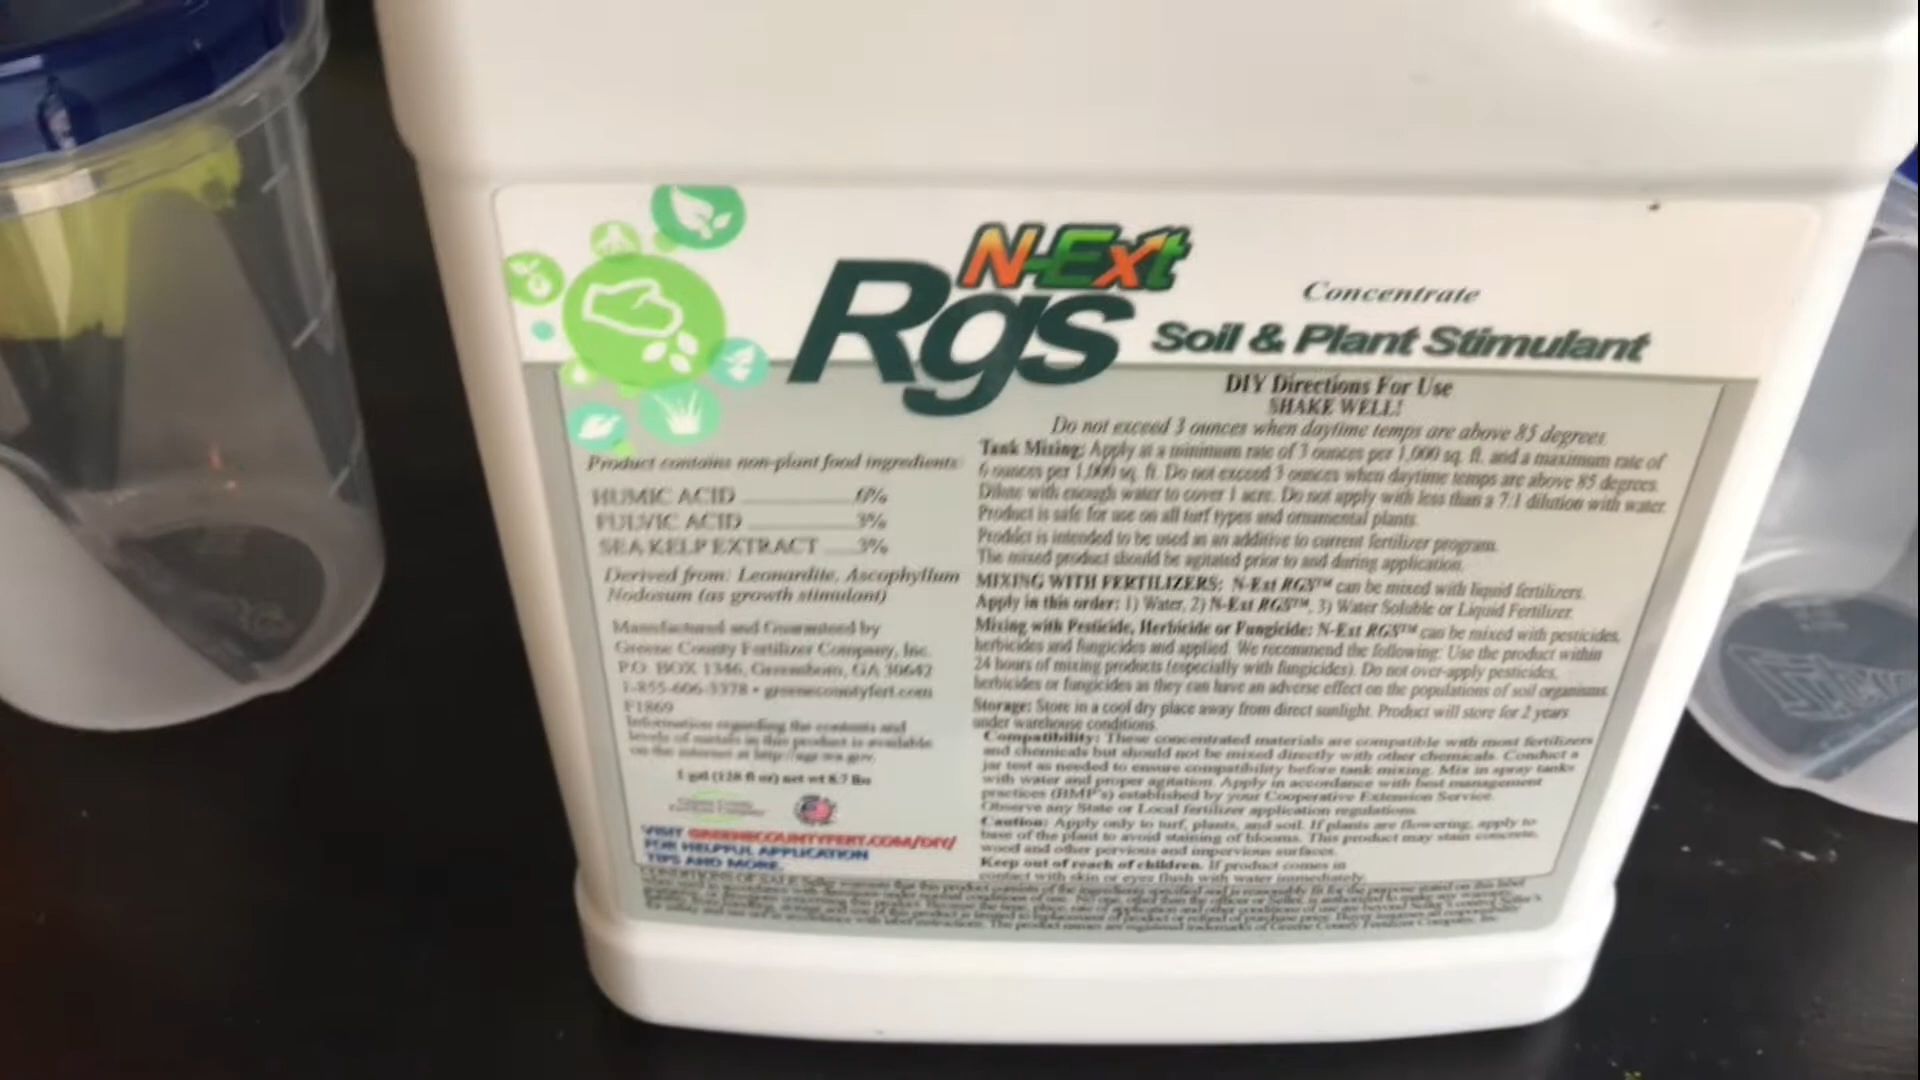 N-Ext
Rgs
Concentrate
Soil & Plant Stimulant
DIY Directions For Use
SHAKE WELL!
Do not exceed 3 ounces when daytime temps are above 85 degrees.
Product contains non-plant food ingredients
HUMIC ACID 6%
FULVIC ACID 3%
SEA KELP EXTRACT 3%
Derived from: Leonardite, Ascophyllum
Nodosum (as growth stimulant)
Manufactured and Guaranteed by
Greene County Fertilizer Company, Inc.
P.O. BOX 1346, Greensboro, GA 30642
1-855-606-3378 • greenecountyfert.com
F1869
Information regarding the contents and
levels of metals in this product is available
on the internet at
1 gal (128 fl oz) net wt 8.7 lbs
VISIT GREENECOUNTYFERT.COM/DIY/
FOR HELPFUL APPLICATION
TIPS AND MORE.
Tank Mixing: Apply at a minimum rate of 3 ounces per 1,000 sq. ft. and a maximum rate of
6 ounces per 1,000 sq. ft. Do not exceed 3 ounces when daytime temps are above 85 degrees.
Dilute with enough water to cover 1 acre. Do not apply with less than a 7:1 dilution with water.
Product is safe for use on all turf types and ornamental plants.
Product is intended to be used as an additive to current fertilizer program.
The mixed product should be agitated prior to and during application.
MIXING WITH FERTILIZERS: N-Ext RGS™ can be mixed with liquid fertilizers.
Apply in this order: 1) Water, 2) N-Ext RGS™, 3) Water Soluble or Liquid Fertilizer.
Mixing with Pesticide, Herbicide or Fungicide: N-Ext RGS™ can be mixed with pesticides,
herbicides and fungicides and applied. We recommend the following: Use the product within
24 hours of mixing products (especially with fungicides). Do not over-apply pesticides,
herbicides or fungicides as they can have an adverse effect on the populations of soil organisms.
Storage: Store in a cool dry place away from direct sunlight. Product will store for 2 years
under warehouse conditions.
Compatibility: These concentrated materials are compatible with most fertilizers
and chemicals but should not be mixed directly with other chemicals. Conduct a
jar test as needed to ensure compatibility before tank mixing. Mix in spray tanks
with water and proper agitation. Apply in accordance with best management
practices (BMP's) established by your Cooperative Extension Service.
Observe any State or Local fertilizer application regulations.
Caution: Apply only to turf, plants, and soil. If plants are flowering, apply to
base of the plant to avoid staining of blooms. This product may stain concrete,
wood and other pervious and impervious surfaces.
Keep out of reach of children. If product comes in
contact with skin or eyes flush with water immediately.